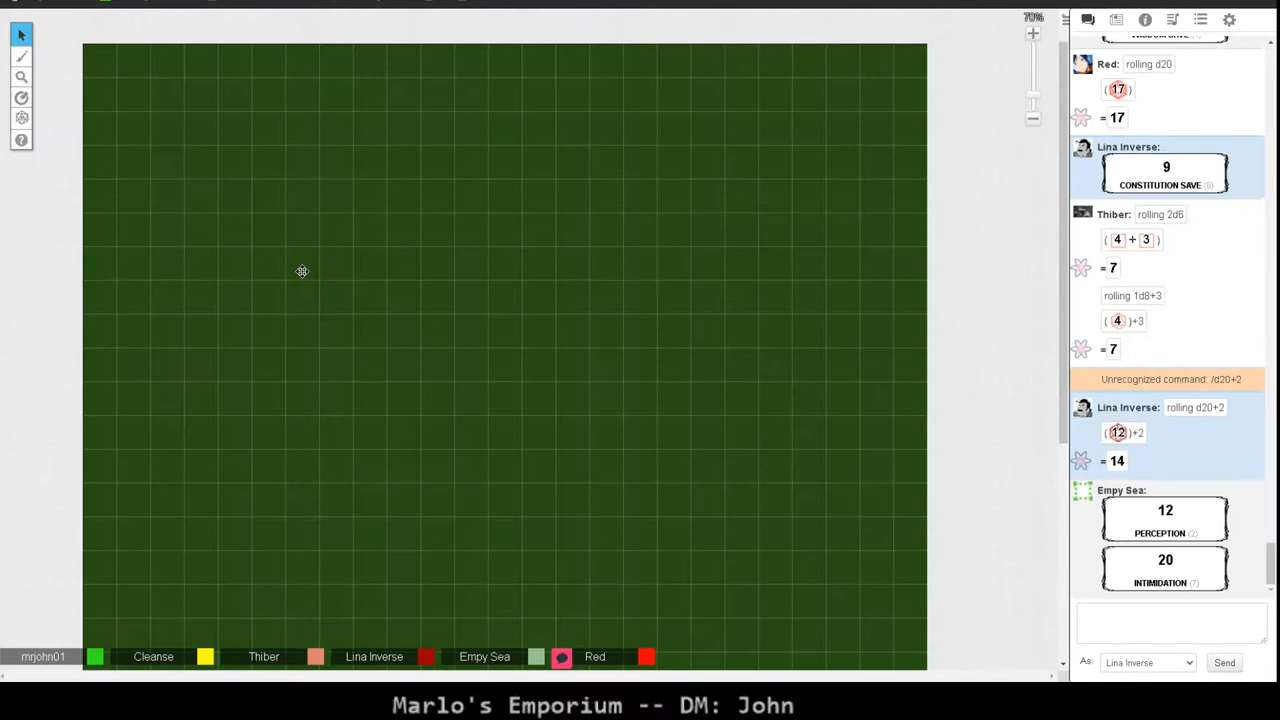 70%
Red: rolling d20
(17)
= 17
Lina Inverse:
9
CONSTITUTION SAVE (6)
Thiber: rolling 2d6
(4 + 3)
= 7
rolling 1d8+3
(4)+3
= 7
Unrecognized command: /d20+2
Lina Inverse: rolling d20+2
(12)+2
= 14
Empy Sea:
12
PERCEPTION (2)
20
INTIMIDATION (7)
mrjohn01 Cleanse Thiber Lina Inverse Empy Sea Red
As: Lina Inverse Send
Marlo's Emporium -- DM: John